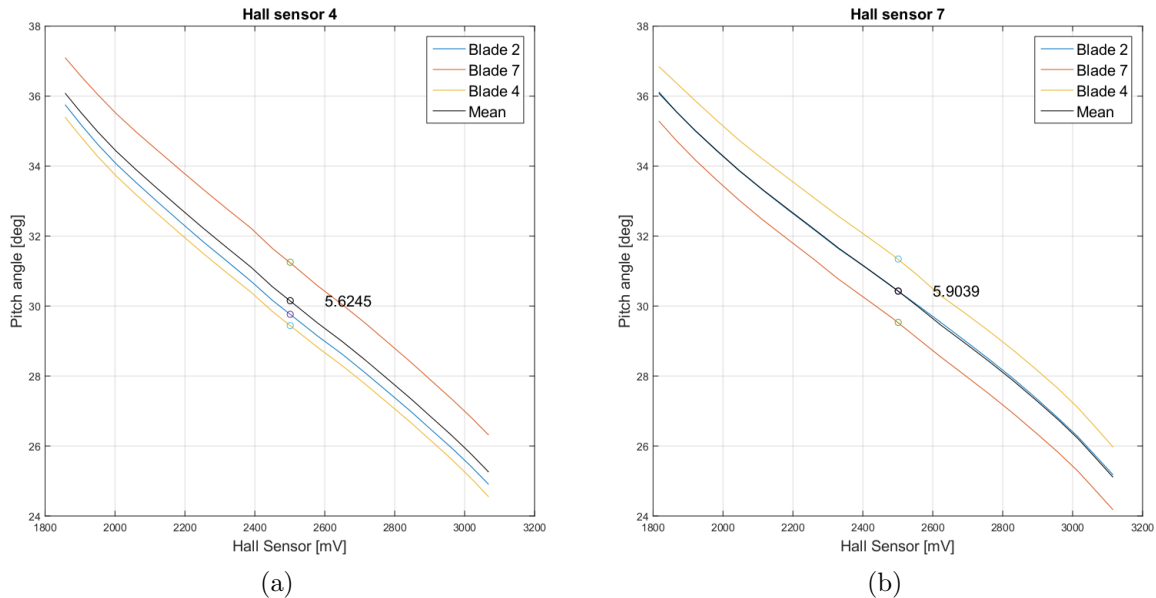 Hall sensor 4
38
36
34
32
30
28
26
24
Pitch angle [deg]
1800 2000 2200 2400 2600 2800 3000 3200
Hall Sensor [mV]
Blade 2
Blade 7
Blade 4
Mean
5.6245
(a)
Hall sensor 7
38
36
34
32
30
28
26
24
Pitch angle [deg]
1800 2000 2200 2400 2600 2800 3000 3200
Hall Sensor [mV]
Blade 2
Blade 7
Blade 4
Mean
5.9039
(b)